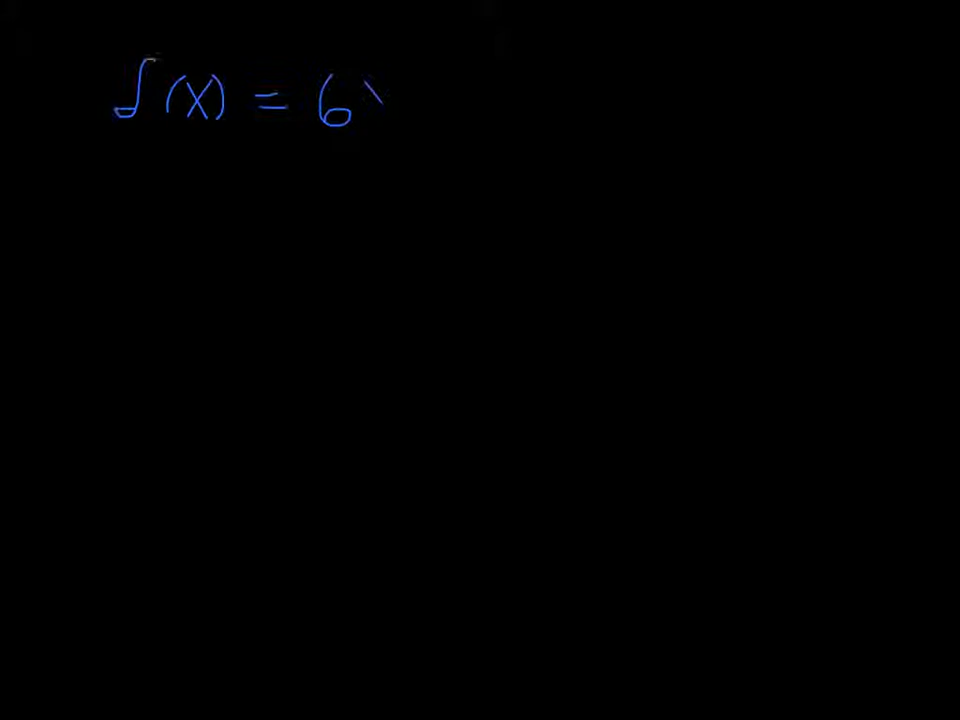 f(x) = 6